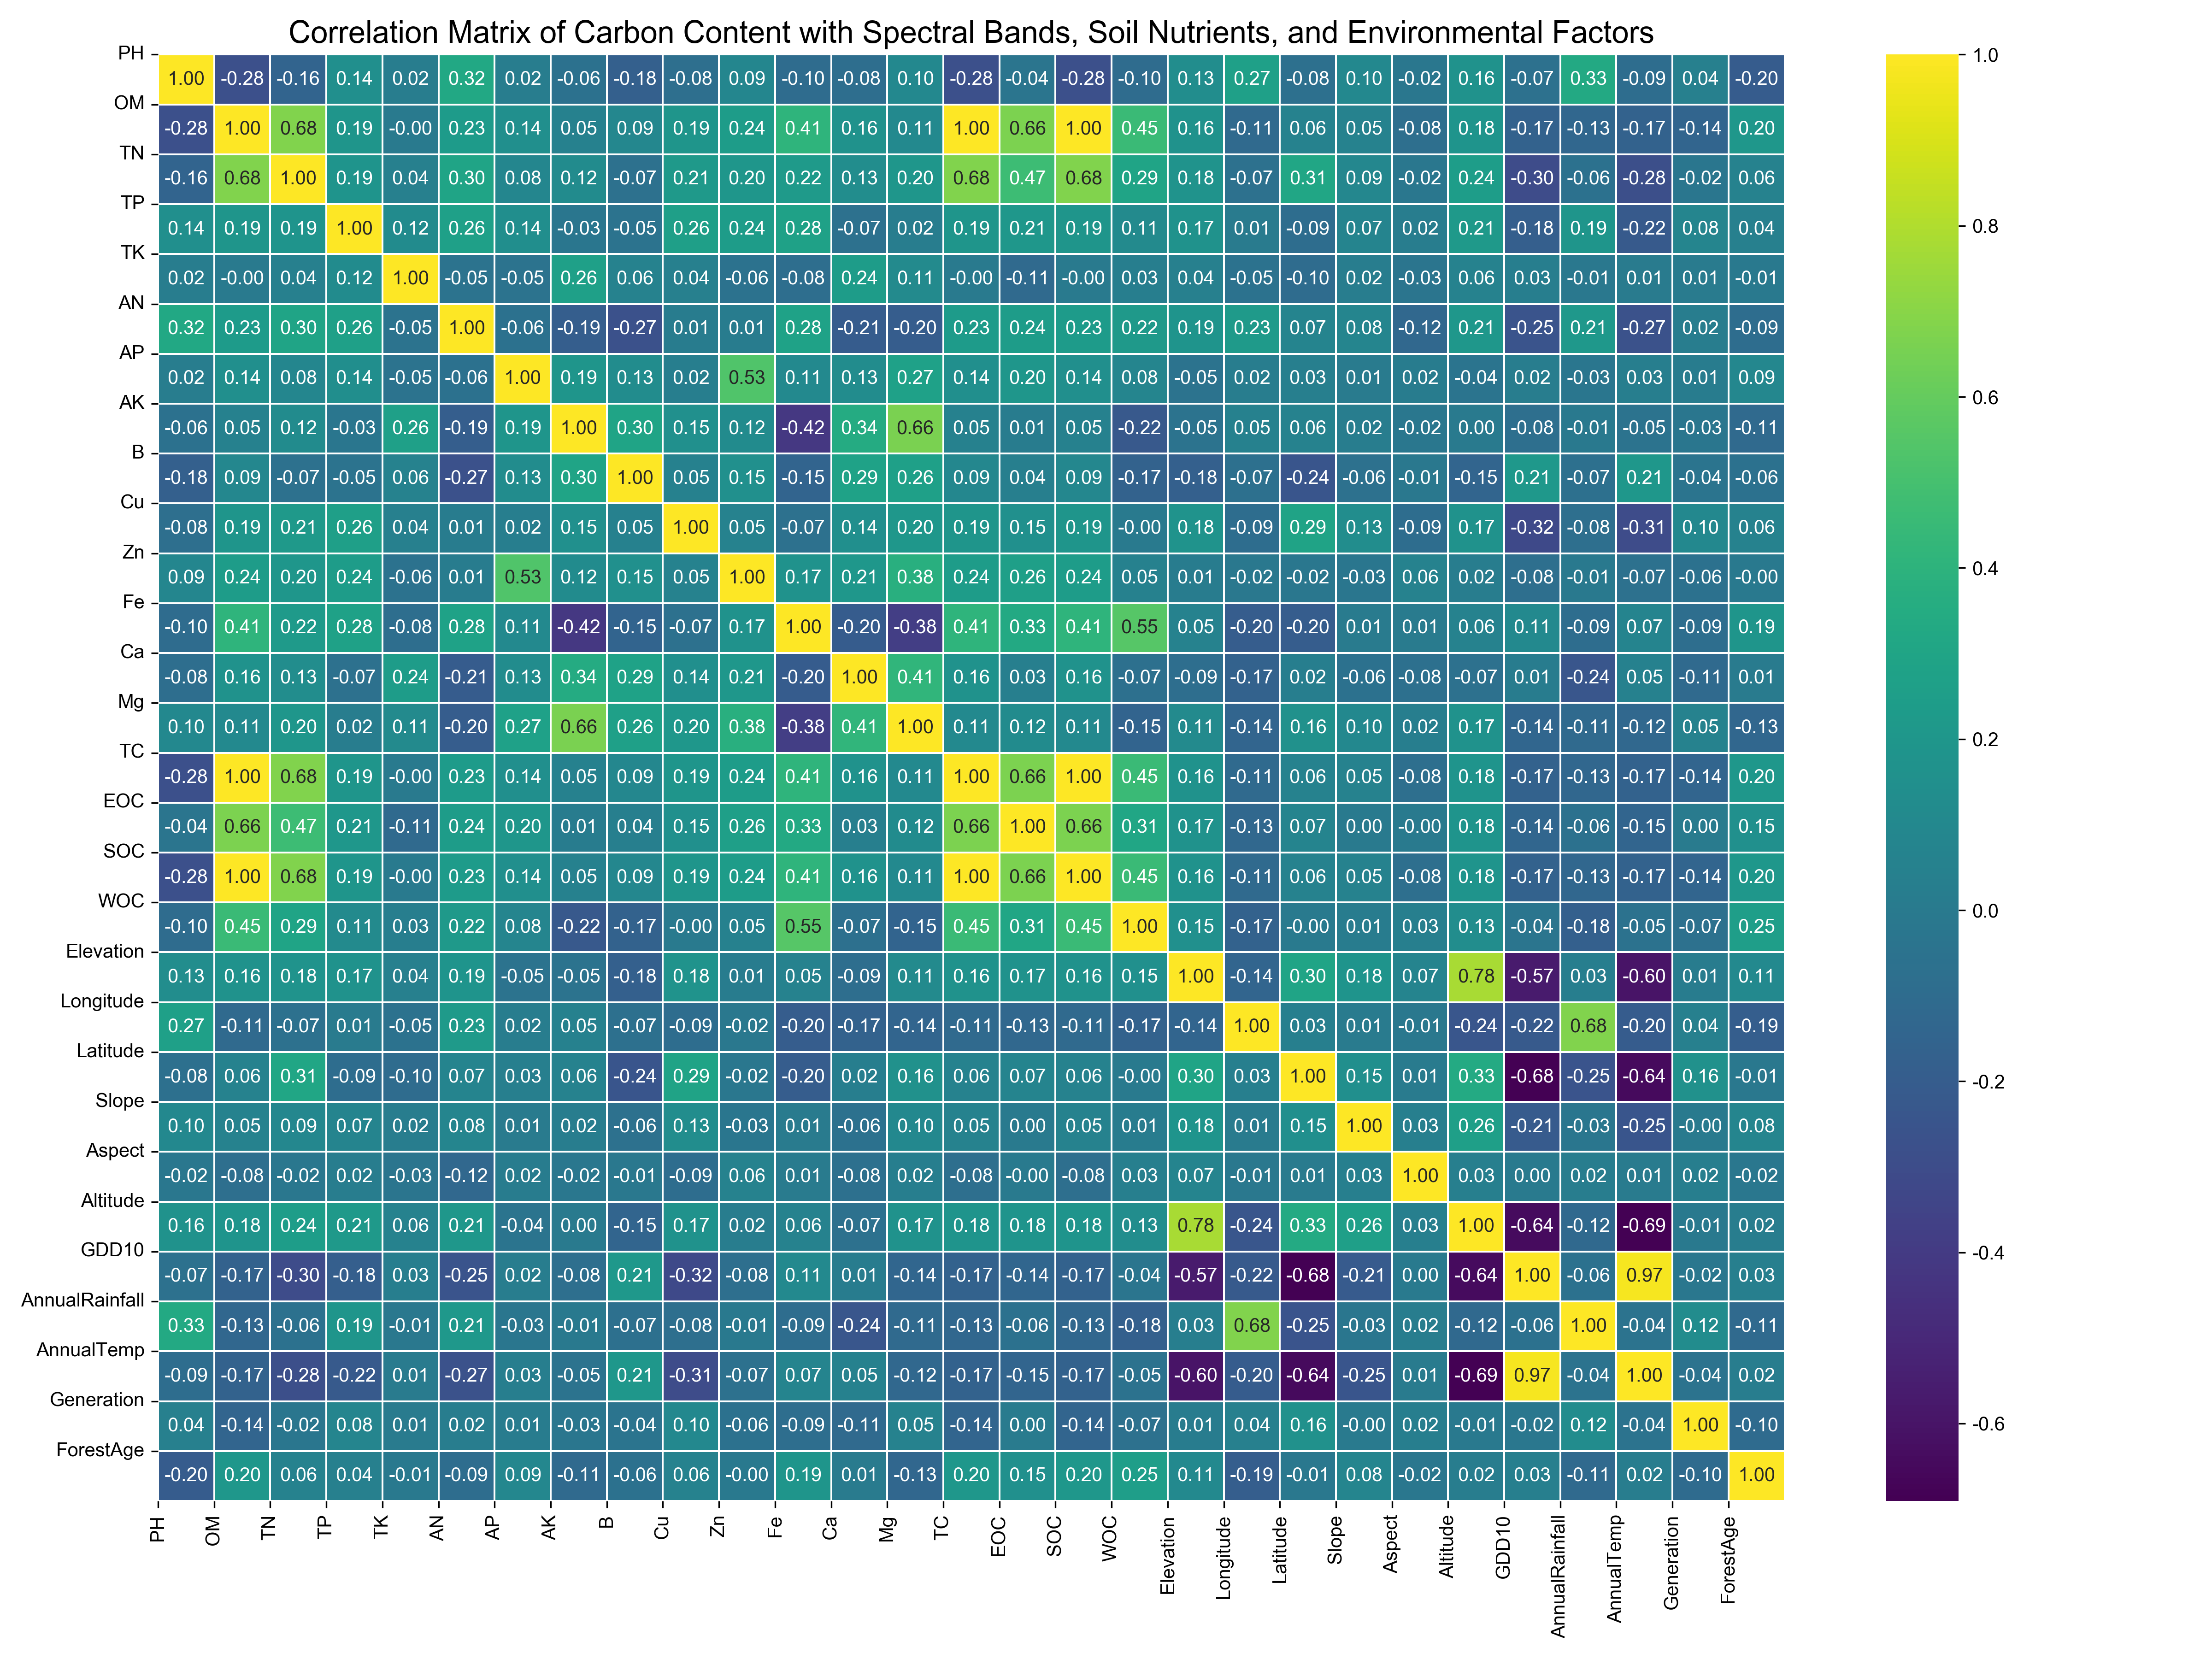 Correlation Matrix of Carbon Content with Spectral Bands, Soil Nutrients, and Environmental Factors
PH
1.00 -0.28 -0.16 0.14 0.02 0.32 0.02 -0.06 -0.18 -0.08 0.09 -0.10 -0.08 0.10 -0.28 -0.04 -0.28 -0.10 0.13 0.27 -0.08 0.10 -0.02 0.16 -0.07 0.33 -0.09 0.04 -0.20
OM
-0.28 1.00 0.68 0.19 -0.00 0.23 0.14 0.05 0.09 0.19 0.24 0.41 0.16 0.11 1.00 0.66 1.00 0.45 0.16 -0.11 0.06 0.05 -0.08 0.18 -0.17 -0.13 -0.17 -0.14 0.20
TN
-0.16 0.68 1.00 0.19 0.04 0.30 0.08 0.12 -0.07 0.21 0.20 0.22 0.13 0.20 0.68 0.47 0.68 0.29 0.18 -0.07 0.31 0.09 -0.02 0.24 -0.30 -0.06 -0.28 -0.02 0.06
TP
0.14 0.19 0.19 1.00 0.12 0.26 0.14 -0.03 -0.05 0.26 0.24 0.28 -0.07 0.02 0.19 0.21 0.19 0.11 0.17 0.01 -0.09 0.07 0.02 0.21 -0.18 0.19 -0.22 0.08 0.04
TK
0.02 -0.00 0.04 0.12 1.00 -0.05 -0.05 0.26 0.06 0.04 -0.06 -0.08 0.24 0.11 -0.00 -0.11 -0.00 0.03 0.04 -0.05 -0.10 0.02 -0.03 0.06 0.03 -0.01 0.01 0.01 -0.01
AN
0.32 0.23 0.30 0.26 -0.05 1.00 -0.06 -0.19 -0.27 0.01 0.01 0.28 -0.21 -0.20 0.23 0.24 0.23 0.22 0.19 0.23 0.07 0.08 -0.12 0.21 -0.25 0.21 -0.27 0.02 -0.09
AP
0.02 0.14 0.08 0.14 -0.05 -0.06 1.00 0.19 0.13 0.02 0.53 0.11 0.13 0.27 0.14 0.20 0.14 0.08 -0.05 0.02 0.03 0.01 0.02 -0.04 0.02 -0.03 0.03 0.01 0.09
AK
-0.06 0.05 0.12 -0.03 0.26 -0.19 0.19 1.00 0.30 0.15 0.12 -0.42 0.34 0.66 0.05 0.01 0.05 -0.22 -0.05 0.05 0.06 0.02 -0.02 0.00 -0.08 -0.01 -0.05 -0.03 -0.11
B
-0.18 0.09 -0.07 -0.05 0.06 -0.27 0.13 0.30 1.00 0.05 0.15 -0.15 0.29 0.26 0.09 0.04 0.09 -0.17 -0.18 -0.07 -0.24 -0.06 -0.01 -0.15 0.21 -0.07 0.21 -0.04 -0.06
Cu
-0.08 0.19 0.21 0.26 0.04 0.01 0.02 0.15 0.05 1.00 0.05 -0.07 0.14 0.20 0.19 0.15 0.19 -0.00 0.18 -0.09 0.29 0.13 -0.09 0.17 -0.32 -0.08 -0.31 0.10 0.06
Zn
0.09 0.24 0.20 0.24 -0.06 0.01 0.53 0.12 0.15 0.05 1.00 0.17 0.21 0.38 0.24 0.26 0.24 0.05 0.01 -0.02 -0.02 -0.03 0.06 0.02 -0.08 -0.01 -0.07 -0.06 -0.00
Fe
-0.10 0.41 0.22 0.28 -0.08 0.28 0.11 -0.42 -0.15 -0.07 0.17 1.00 -0.20 -0.38 0.41 0.33 0.41 0.55 0.05 -0.20 -0.20 0.01 0.01 0.06 0.11 -0.09 0.07 -0.09 0.19
Ca
-0.08 0.16 0.13 -0.07 0.24 -0.21 0.13 0.34 0.29 0.14 0.21 -0.20 1.00 0.41 0.16 0.03 0.16 -0.07 -0.09 -0.17 0.02 -0.06 -0.08 -0.07 0.01 -0.24 0.05 -0.11 0.01
Mg
0.10 0.11 0.20 0.02 0.11 -0.20 0.27 0.66 0.26 0.20 0.38 -0.38 0.41 1.00 0.11 0.12 0.11 -0.15 0.11 -0.14 0.16 0.10 0.02 0.17 -0.14 -0.11 -0.12 0.05 -0.13
TC
-0.28 1.00 0.68 0.19 -0.00 0.23 0.14 0.05 0.09 0.19 0.24 0.41 0.16 0.11 1.00 0.66 1.00 0.45 0.16 -0.11 0.06 0.05 -0.08 0.18 -0.17 -0.13 -0.17 -0.14 0.20
EOC
-0.04 0.66 0.47 0.21 -0.11 0.24 0.20 0.01 0.04 0.15 0.26 0.33 0.03 0.12 0.66 1.00 0.66 0.31 0.17 -0.13 0.07 0.00 -0.00 0.18 -0.14 -0.06 -0.15 0.00 0.15
SOC
-0.28 1.00 0.68 0.19 -0.00 0.23 0.14 0.05 0.09 0.19 0.24 0.41 0.16 0.11 1.00 0.66 1.00 0.45 0.16 -0.11 0.06 0.05 -0.08 0.18 -0.17 -0.13 -0.17 -0.14 0.20
WOC
-0.10 0.45 0.29 0.11 0.03 0.22 0.08 -0.22 -0.17 -0.00 0.05 0.55 -0.07 -0.15 0.45 0.31 0.45 1.00 0.15 -0.17 -0.00 0.01 0.03 0.13 -0.04 -0.18 -0.05 -0.07 0.25
Elevation
0.13 0.16 0.18 0.17 0.04 0.19 -0.05 -0.05 -0.18 0.18 0.01 0.05 -0.09 0.11 0.16 0.17 0.16 0.15 1.00 -0.14 0.30 0.18 0.07 0.78 -0.57 0.03 -0.60 0.01 0.11
Longitude
0.27 -0.11 -0.07 0.01 -0.05 0.23 0.02 0.05 -0.07 -0.09 -0.02 -0.20 -0.17 -0.14 -0.11 -0.13 -0.11 -0.17 -0.14 1.00 0.03 0.01 -0.01 -0.24 -0.22 0.68 -0.20 0.04 -0.19
Latitude
-0.08 0.06 0.31 -0.09 -0.10 0.07 0.03 0.06 -0.24 0.29 -0.02 -0.20 0.02 0.16 0.06 0.07 0.06 -0.00 0.30 0.03 1.00 0.15 0.01 0.33 -0.68 -0.25 -0.64 0.16 -0.01
Slope
0.10 0.05 0.09 0.07 0.02 0.08 0.01 0.02 -0.06 0.13 -0.03 0.01 -0.06 0.10 0.05 0.00 0.05 0.01 0.18 0.01 0.15 1.00 0.03 0.26 -0.21 -0.03 -0.25 -0.00 0.08
Aspect
-0.02 -0.08 -0.02 0.02 -0.03 -0.12 0.02 -0.02 -0.01 -0.09 0.06 0.01 -0.08 0.02 -0.08 -0.00 -0.08 0.03 0.07 -0.01 0.01 0.03 1.00 0.03 0.00 0.02 0.01 0.02 -0.02
Altitude
0.16 0.18 0.24 0.21 0.06 0.21 -0.04 0.00 -0.15 0.17 0.02 0.06 -0.07 0.17 0.18 0.18 0.18 0.13 0.78 -0.24 0.33 0.26 0.03 1.00 -0.64 -0.12 -0.69 -0.01 0.02
GDD10
-0.07 -0.17 -0.30 -0.18 0.03 -0.25 0.02 -0.08 0.21 -0.32 -0.08 0.11 0.01 -0.14 -0.17 -0.14 -0.17 -0.04 -0.57 -0.22 -0.68 -0.21 0.00 -0.64 1.00 -0.06 0.97 -0.02 0.03
AnnualRainfall
0.33 -0.13 -0.06 0.19 -0.01 0.21 -0.03 -0.01 -0.07 -0.08 -0.01 -0.09 -0.24 -0.11 -0.13 -0.06 -0.13 -0.18 0.03 0.68 -0.25 -0.03 0.02 -0.12 -0.06 1.00 -0.04 0.12 -0.11
AnnualTemp
-0.09 -0.17 -0.28 -0.22 0.01 -0.27 0.03 -0.05 0.21 -0.31 -0.07 0.07 0.05 -0.12 -0.17 -0.15 -0.17 -0.05 -0.60 -0.20 -0.64 -0.25 0.01 -0.69 0.97 -0.04 1.00 -0.04 0.02
Generation
0.04 -0.14 -0.02 0.08 0.01 0.02 0.01 -0.03 -0.04 0.10 -0.06 -0.09 -0.11 0.05 -0.14 0.00 -0.14 -0.07 0.01 0.04 0.16 -0.00 0.02 -0.01 -0.02 0.12 -0.04 1.00 -0.10
ForestAge
-0.20 0.20 0.06 0.04 -0.01 -0.09 0.09 -0.11 -0.06 0.06 -0.00 0.19 0.01 -0.13 0.20 0.15 0.20 0.25 0.11 -0.19 -0.01 0.08 -0.02 0.02 0.03 -0.11 0.02 -0.10 1.00
PH OM TN TP TK AN AP AK B Cu Zn Fe Ca Mg TC EOC SOC WOC Elevation Longitude Latitude Slope Aspect Altitude GDD10 AnnualRainfall AnnualTemp Generation ForestAge
1.0
0.8
0.6
0.4
0.2
0.0
-0.2
-0.4
-0.6